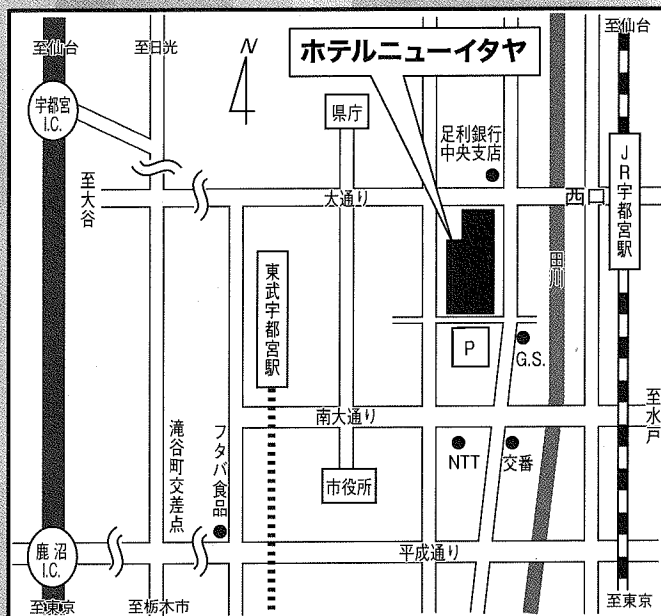 至仙台
至日光
N
ホテルニューイタヤ
至仙台
宇都宮
I.C.
県庁
足利銀行
中央支店
JR宇都宮駅
至大谷
大通り
西口
田川
東武宇都宮駅
P
G.S.
至水戸
南大通り
滝谷町交差点
フタバ食品
NTT
交番
市役所
鹿沼
I.C.
平成通り
至東京
至栃木市
至東京